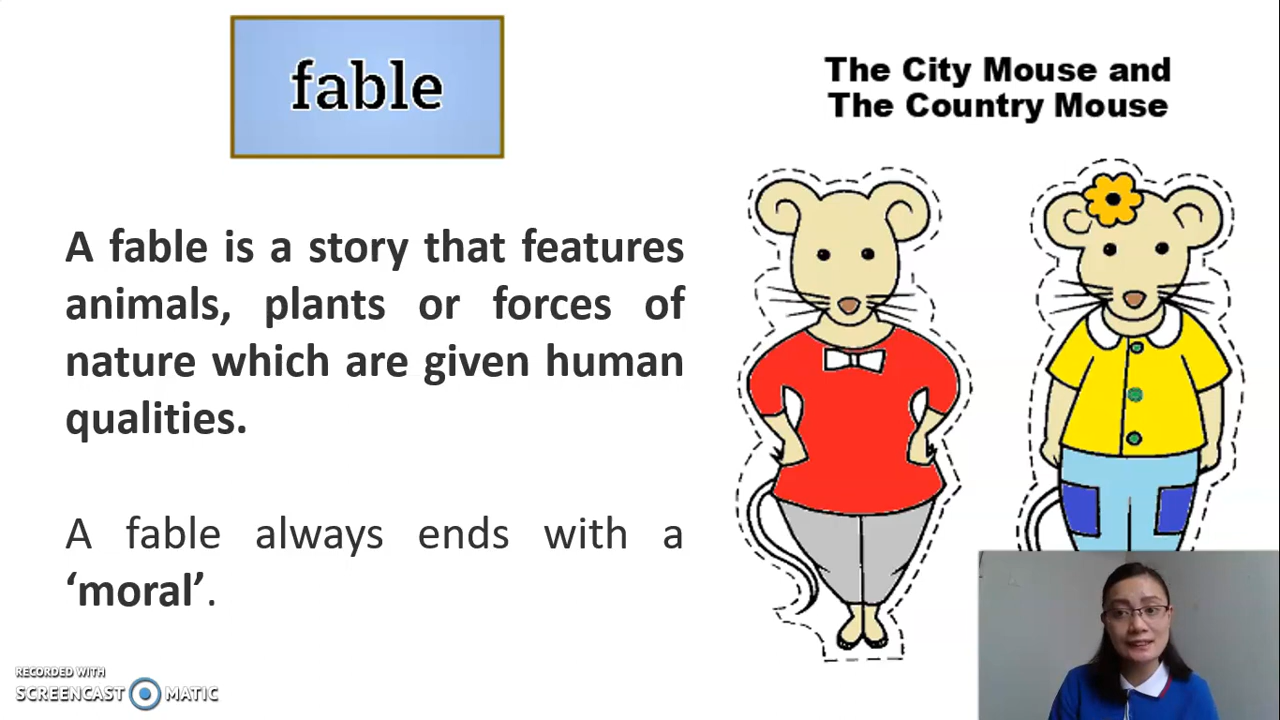 fable
The City Mouse and
The Country Mouse
A fable is a story that features
animals, plants or forces of
nature which are given human
qualities.
A fable always ends with a
‘moral’.
RECORDED WITH
SCREENCAST MATIC